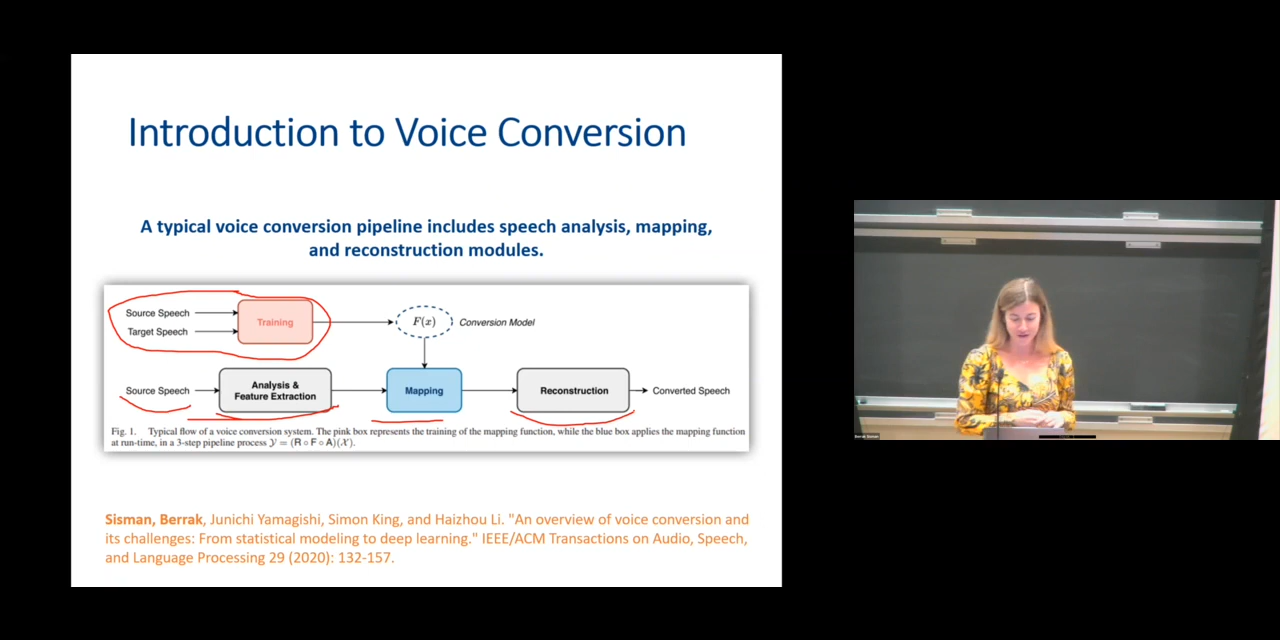 Introduction to Voice Conversion
A typical voice conversion pipeline includes speech analysis, mapping,
and reconstruction modules.
Source Speech
Target Speech
Training
F(x)
Conversion Model
Source Speech
Analysis &
Feature Extraction
Mapping
Reconstruction
Converted Speech
Fig. 1. Typical flow of a voice conversion system. The pink box represents the training of the mapping function, while the blue box applies the mapping function
at run-time, in a 3-step pipeline process 𝒴 = (R ∘ F ∘ A)(𝒳).
Sisman, Berrak, Junichi Yamagishi, Simon King, and Haizhou Li. "An overview of voice conversion and
its challenges: From statistical modeling to deep learning." IEEE/ACM Transactions on Audio, Speech,
and Language Processing 29 (2020): 132-157.
Berrak Sisman